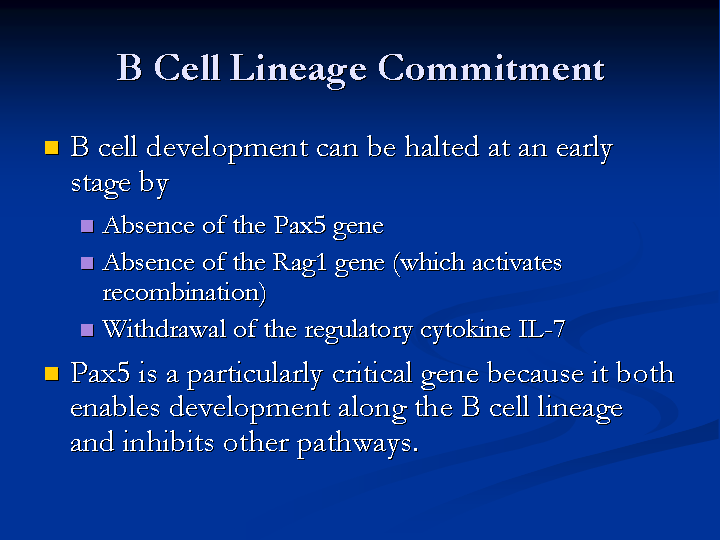 B Cell Lineage Commitment
B cell development can be halted at an early
stage by
Absence of the Pax5 gene
Absence of the Rag1 gene (which activates
recombination)
Withdrawal of the regulatory cytokine IL-7
Pax5 is a particularly critical gene because it both
enables development along the B cell lineage
and inhibits other pathways.